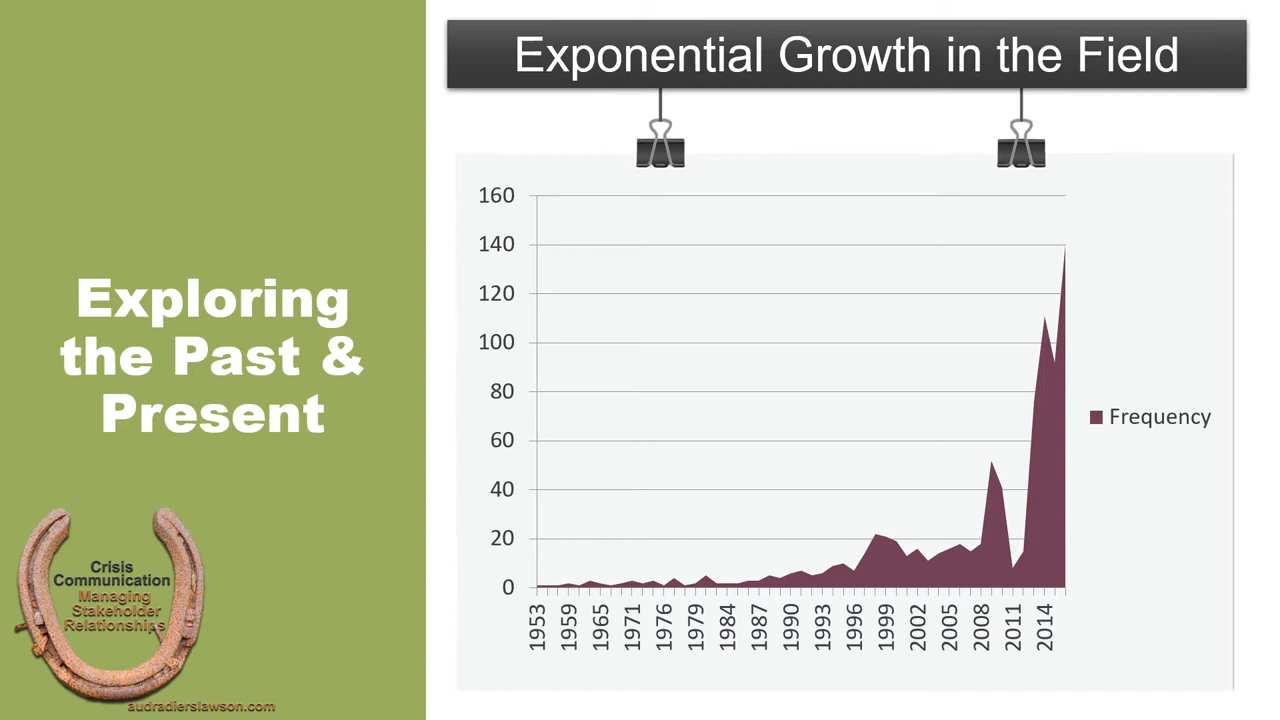 Exponential Growth in the Field
Exploring
the Past &
Present
160
140
120
100
80
60
40
20
0
1953
1959
1965
1971
1976
1979
1984
1987
1990
1993
1996
1999
2002
2005
2008
2011
2014
Frequency
Crisis
Communication
Managing
Stakeholder
Relationships
audradierslawson.com